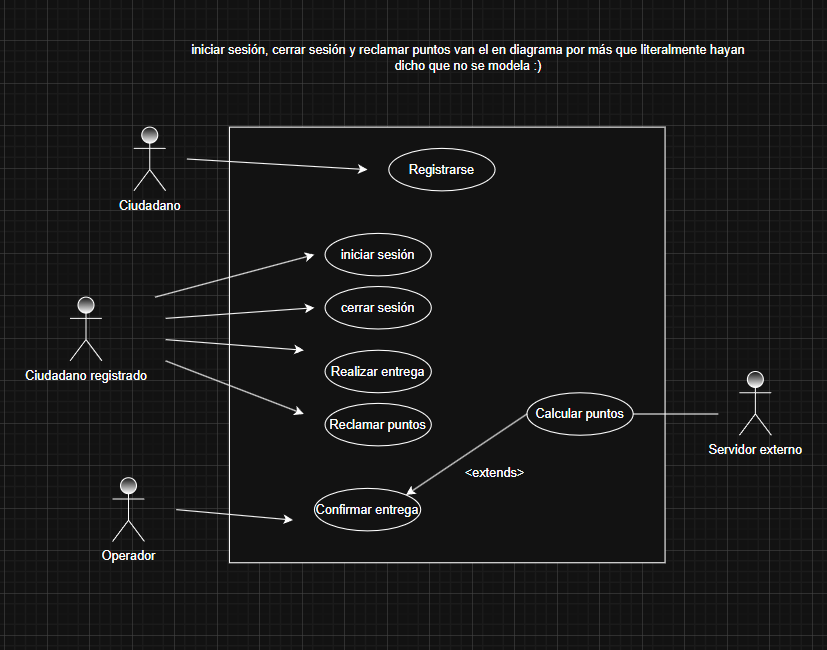 iniciar sesión, cerrar sesión y reclamar puntos van el en diagrama por más que literalmente hayan
dicho que no se modela :)
Registrarse
Ciudadano
iniciar sesión
cerrar sesión
Ciudadano registrado
Realizar entrega
Reclamar puntos
Calcular puntos
Servidor externo
<extends>
Confirmar entrega
Operador